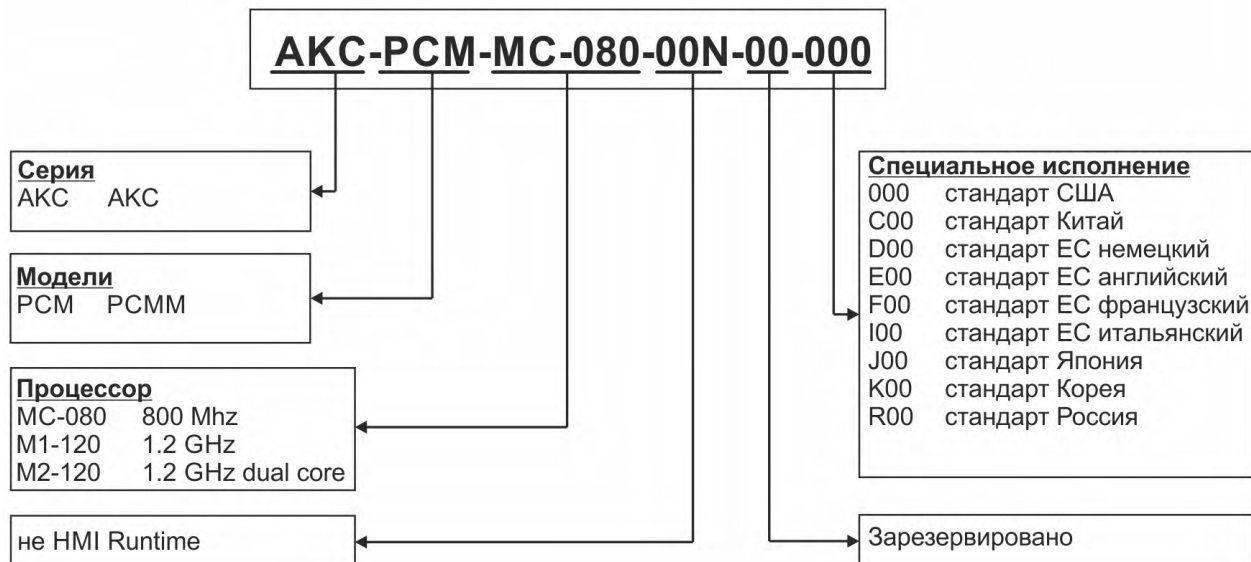 AKC-PCM-MC-080-00N-00-000
Серия
AKC AKC
Модели
PCM PCMM
Процессор
MC-080 800 Mhz
M1-120 1.2 GHz
M2-120 1.2 GHz dual core
не HMI Runtime
Специальное исполнение
000 стандарт США
C00 стандарт Китай
D00 стандарт ЕС немецкий
E00 стандарт ЕС английский
F00 стандарт ЕС французский
I00 стандарт ЕС итальянский
J00 стандарт Япония
K00 стандарт Корея
R00 стандарт Россия
Зарезервировано